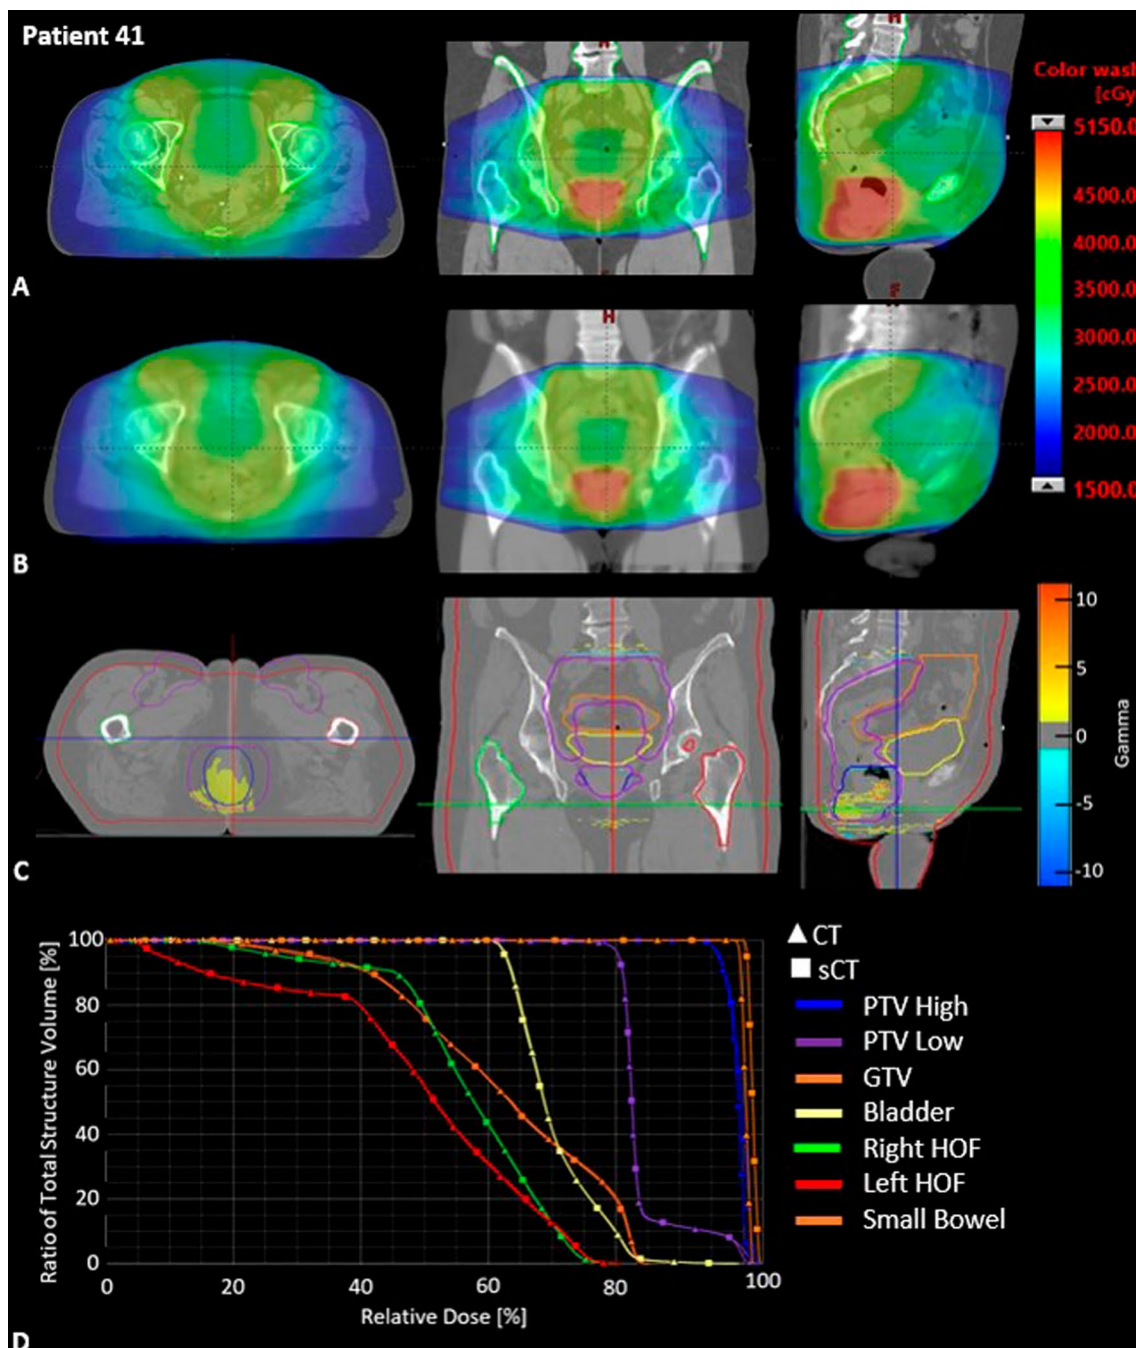 Patient 41
H
H
Color wash
[cGy
5150.0
4500.0
4000.0
3500.0
3000.0
2500.0
2000.0
1500.0
A
H
B
10
5
0
-5
-10
Gamma
C
Ratio of Total Structure Volume [%]
100
80
60
40
20
0
0
20
40
60
80
100
Relative Dose [%]
CT
sCT
PTV High
PTV Low
GTV
Bladder
Right HOF
Left HOF
Small Bowel
D